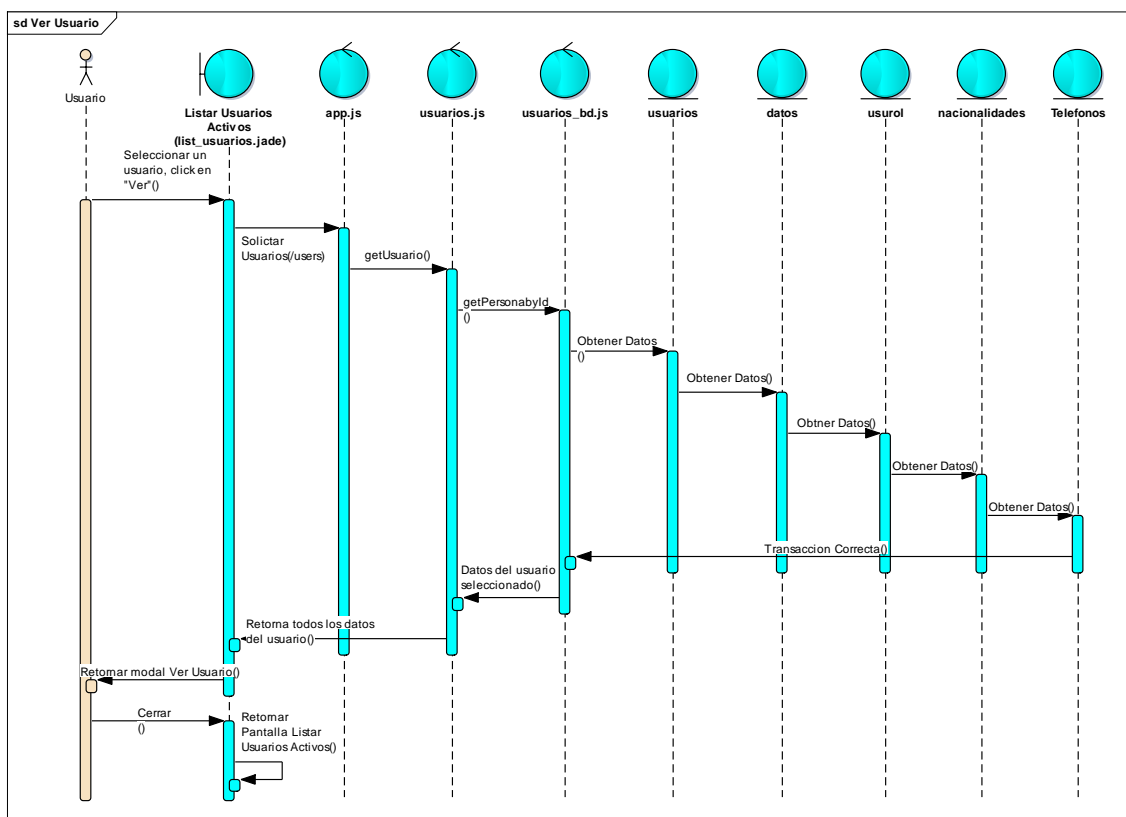 sd Ver Usuario
Usuario
Listar Usuarios
Activos
(list_usuarios.jade)
app.js
usuarios.js
usuarios_bd.js
usuarios
datos
usurol
nacionalidades
Telefonos
Seleccionar un
usuario, click en
"Ver"()
Solictar
Usuarios(/users)
getUsuario()
getPersonabyId
()
Obtener Datos
()
Obtener Datos()
Obtner Datos()
Obtener Datos()
Obtener Datos()
Transaccion Correcta()
Datos del usuario
seleccionado()
Retorna todos los datos
del usuario()
Retornar modal Ver Usuario()
Cerrar
()
Retornar
Pantalla Listar
Usuarios Activos()